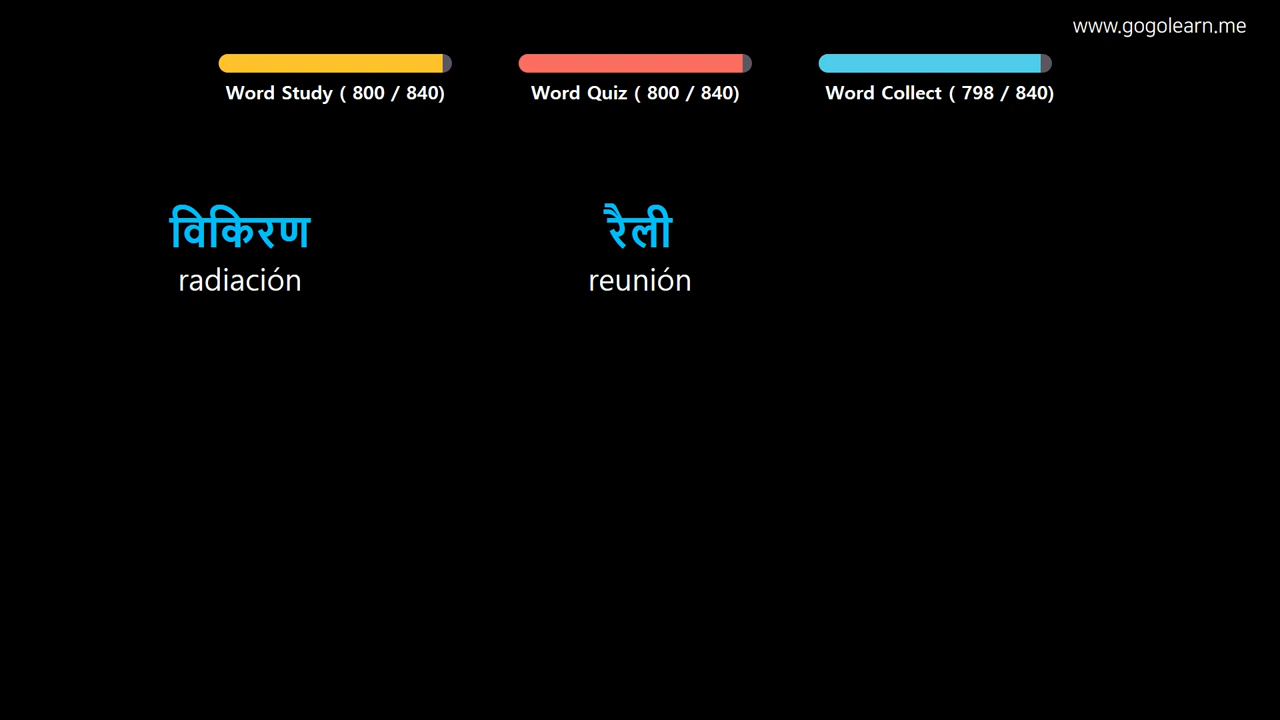 www.gogolearn.me
Word Study ( 800 / 840)
Word Quiz ( 800 / 840)
Word Collect ( 798 / 840)
विकिरण
radiación
रैली
reunión